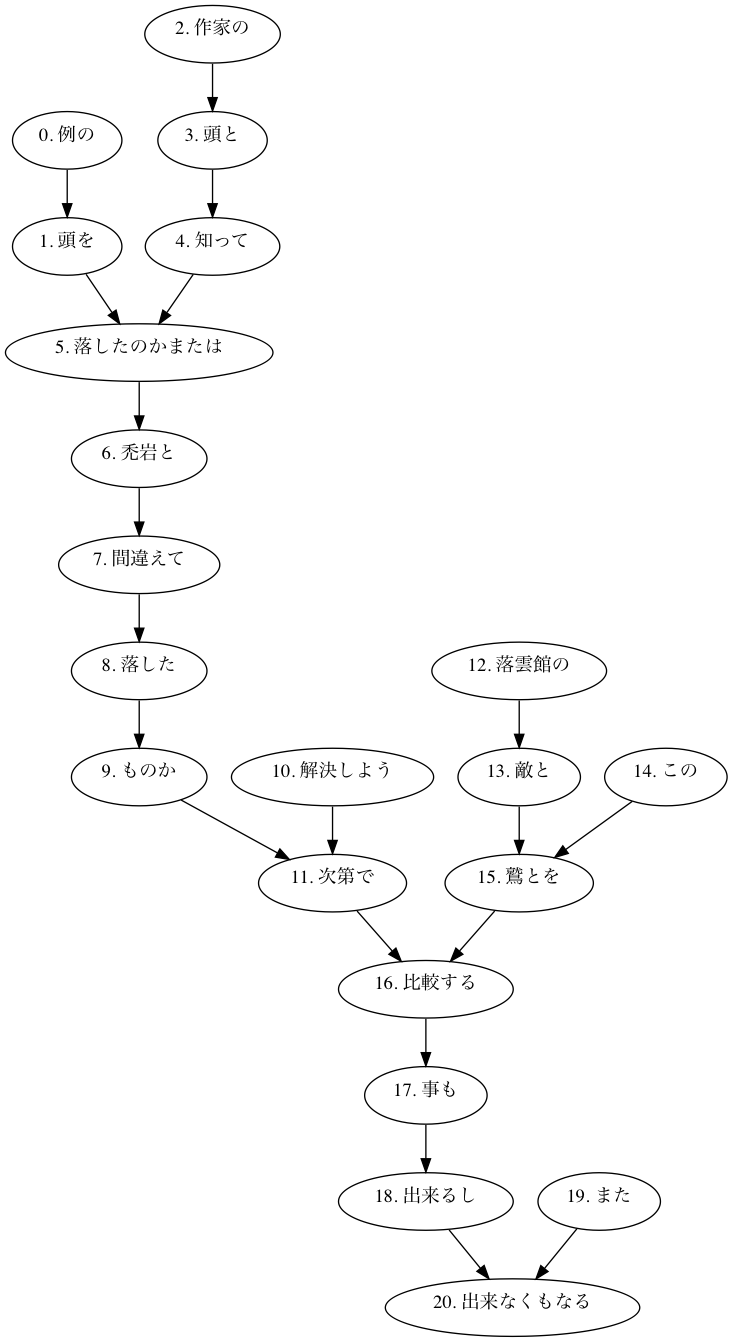 2. 作家の
0. 例の
3. 頭と
1. 頭を
4. 知って
5. 落したのかまたは
6. 禿岩と
7. 間違えて
8. 落した
12. 落雲館の
9. ものか
10. 解決しよう
13. 敵と
14. この
11. 次第で
15. 鷲とを
16. 比較する
17. 事も
18. 出来るし
19. また
20. 出来なくもなる